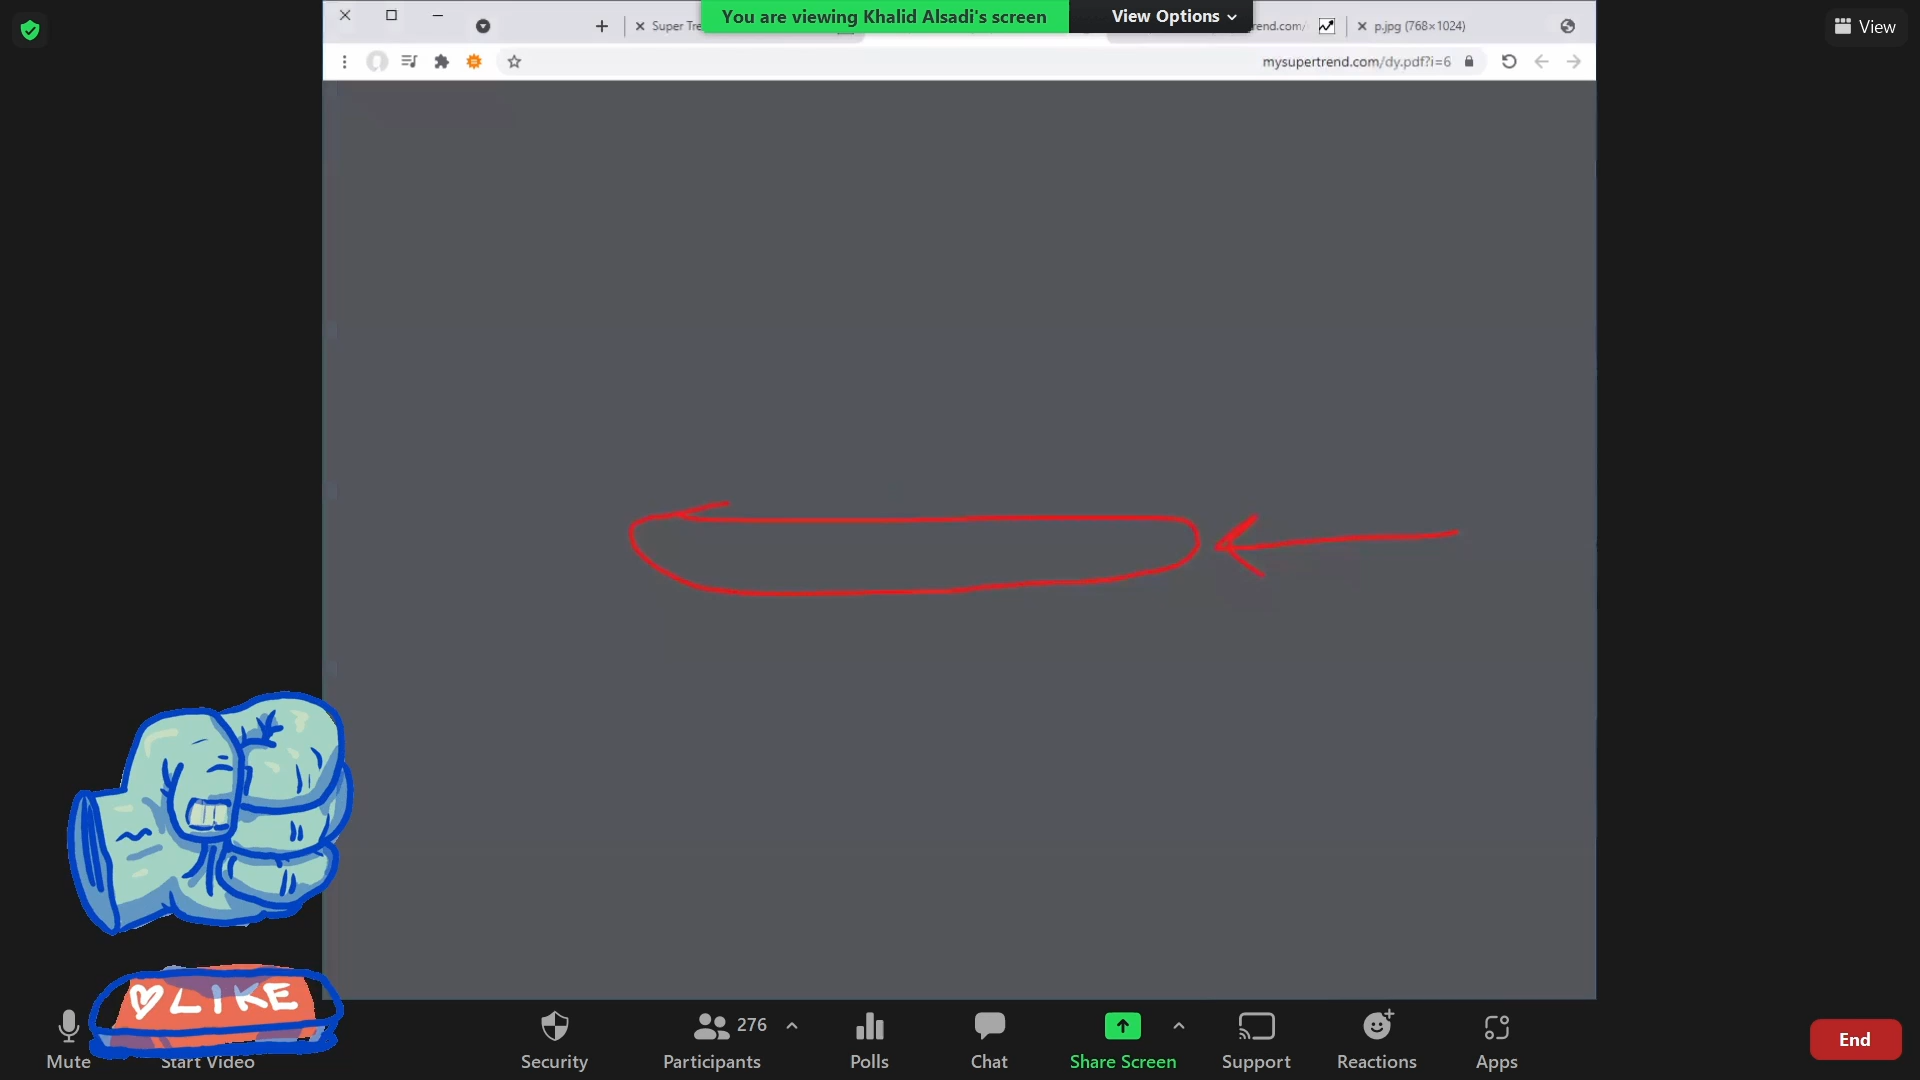 You are viewing Khalid Alsadi's screen
View Options
View
Super Tre
rend.com/
p.jpg (768×1024)
mysupertrend.com/dy.pdf?i=6
LIKE
Mute
Start Video
Security
276
Participants
Polls
Chat
Share Screen
Support
Reactions
Apps
End